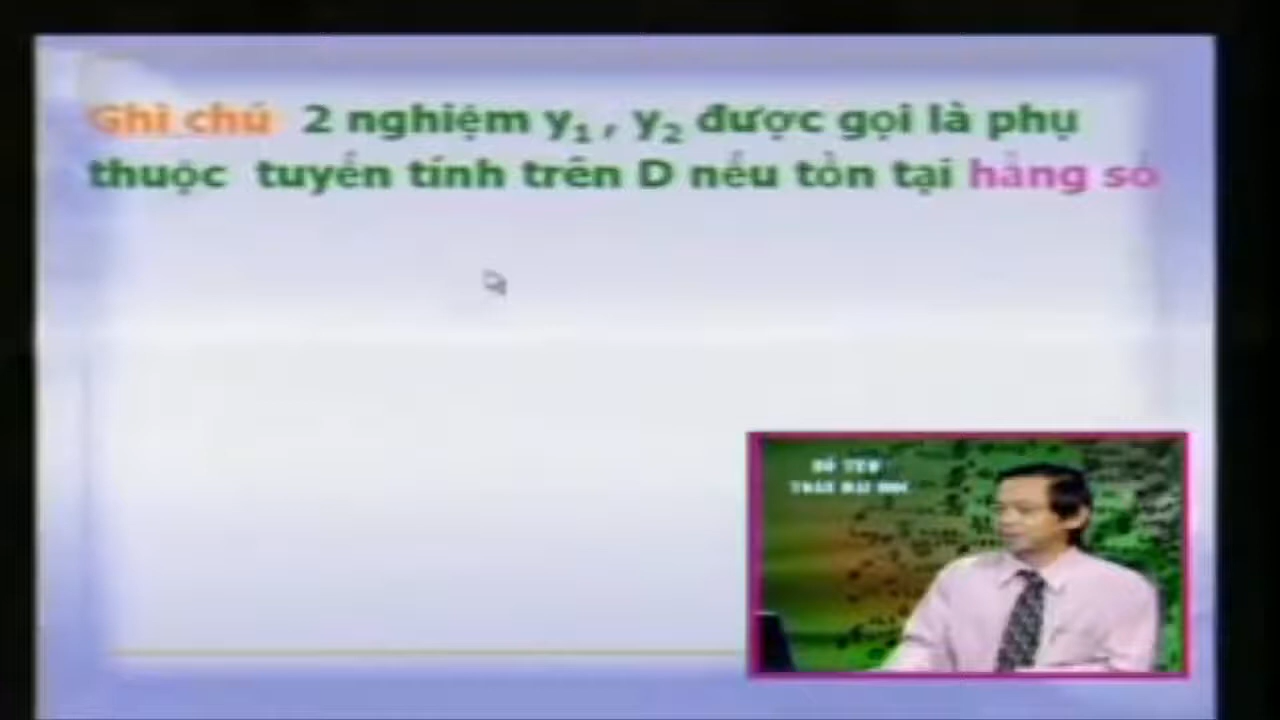 Ghi chú 2 nghiệm y₁ , y₂ được gọi là phụ
thuộc tuyến tính trên D nếu tồn tại hằng số